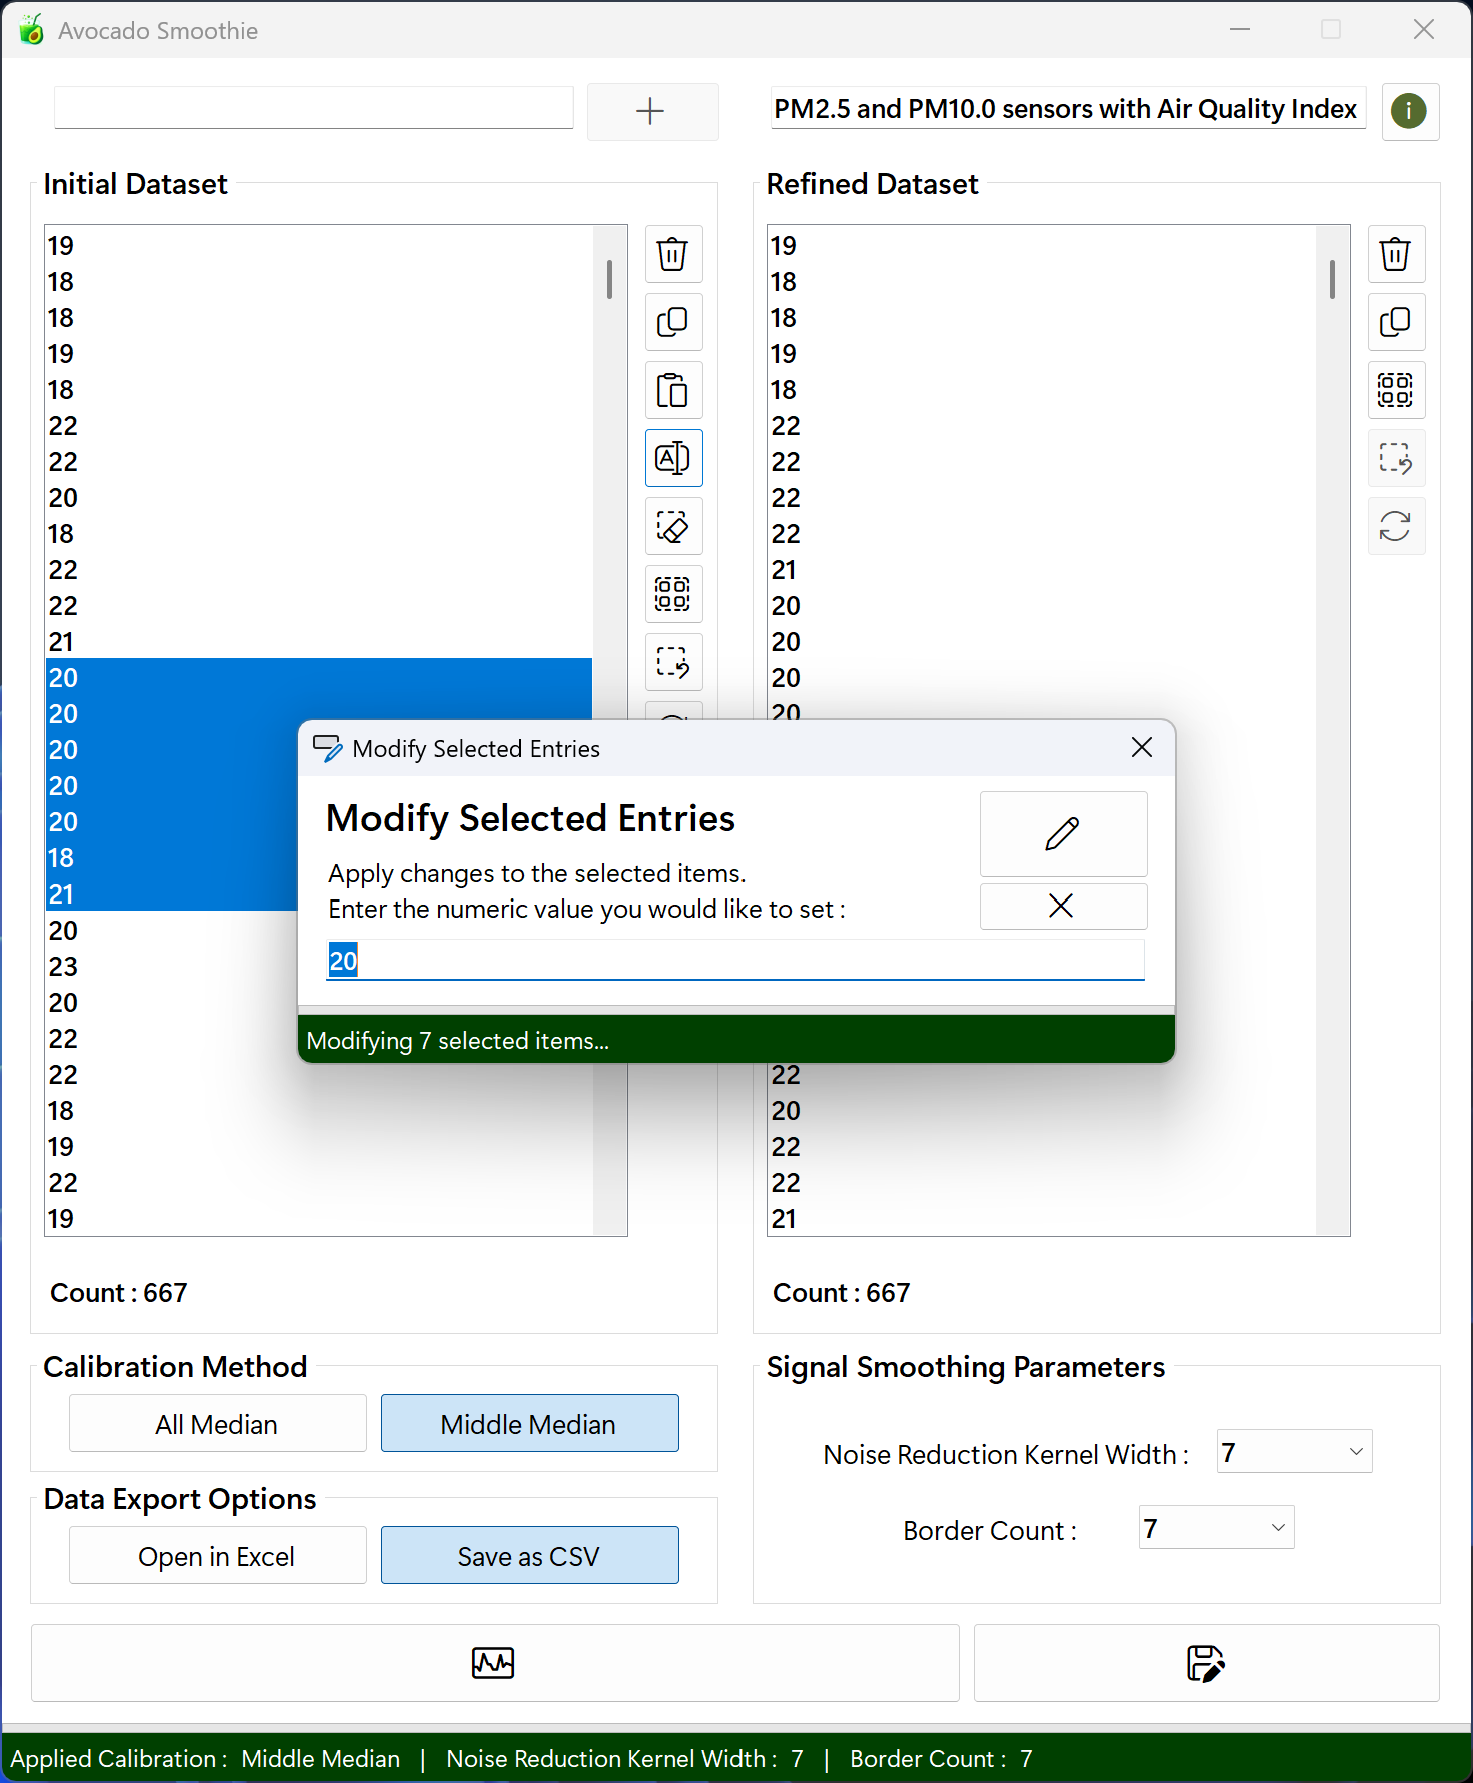 Avocado Smoothie
PM2.5 and PM10.0 sensors with Air Quality Index
Initial Dataset
19
18
18
19
18
22
22
20
18
22
22
21
20
20
20
20
20
18
21
20
23
20
22
22
18
19
22
19
Count : 667
Refined Dataset
19
18
18
19
18
22
22
22
22
21
20
20
20
20
22
20
22
22
21
Count : 667
Modify Selected Entries
Modify Selected Entries
Apply changes to the selected items.
Enter the numeric value you would like to set :
20
Modifying 7 selected items...
Calibration Method
All Median
Middle Median
Data Export Options
Open in Excel
Save as CSV
Signal Smoothing Parameters
Noise Reduction Kernel Width : 7
Border Count : 7
Applied Calibration : Middle Median | Noise Reduction Kernel Width : 7 | Border Count : 7